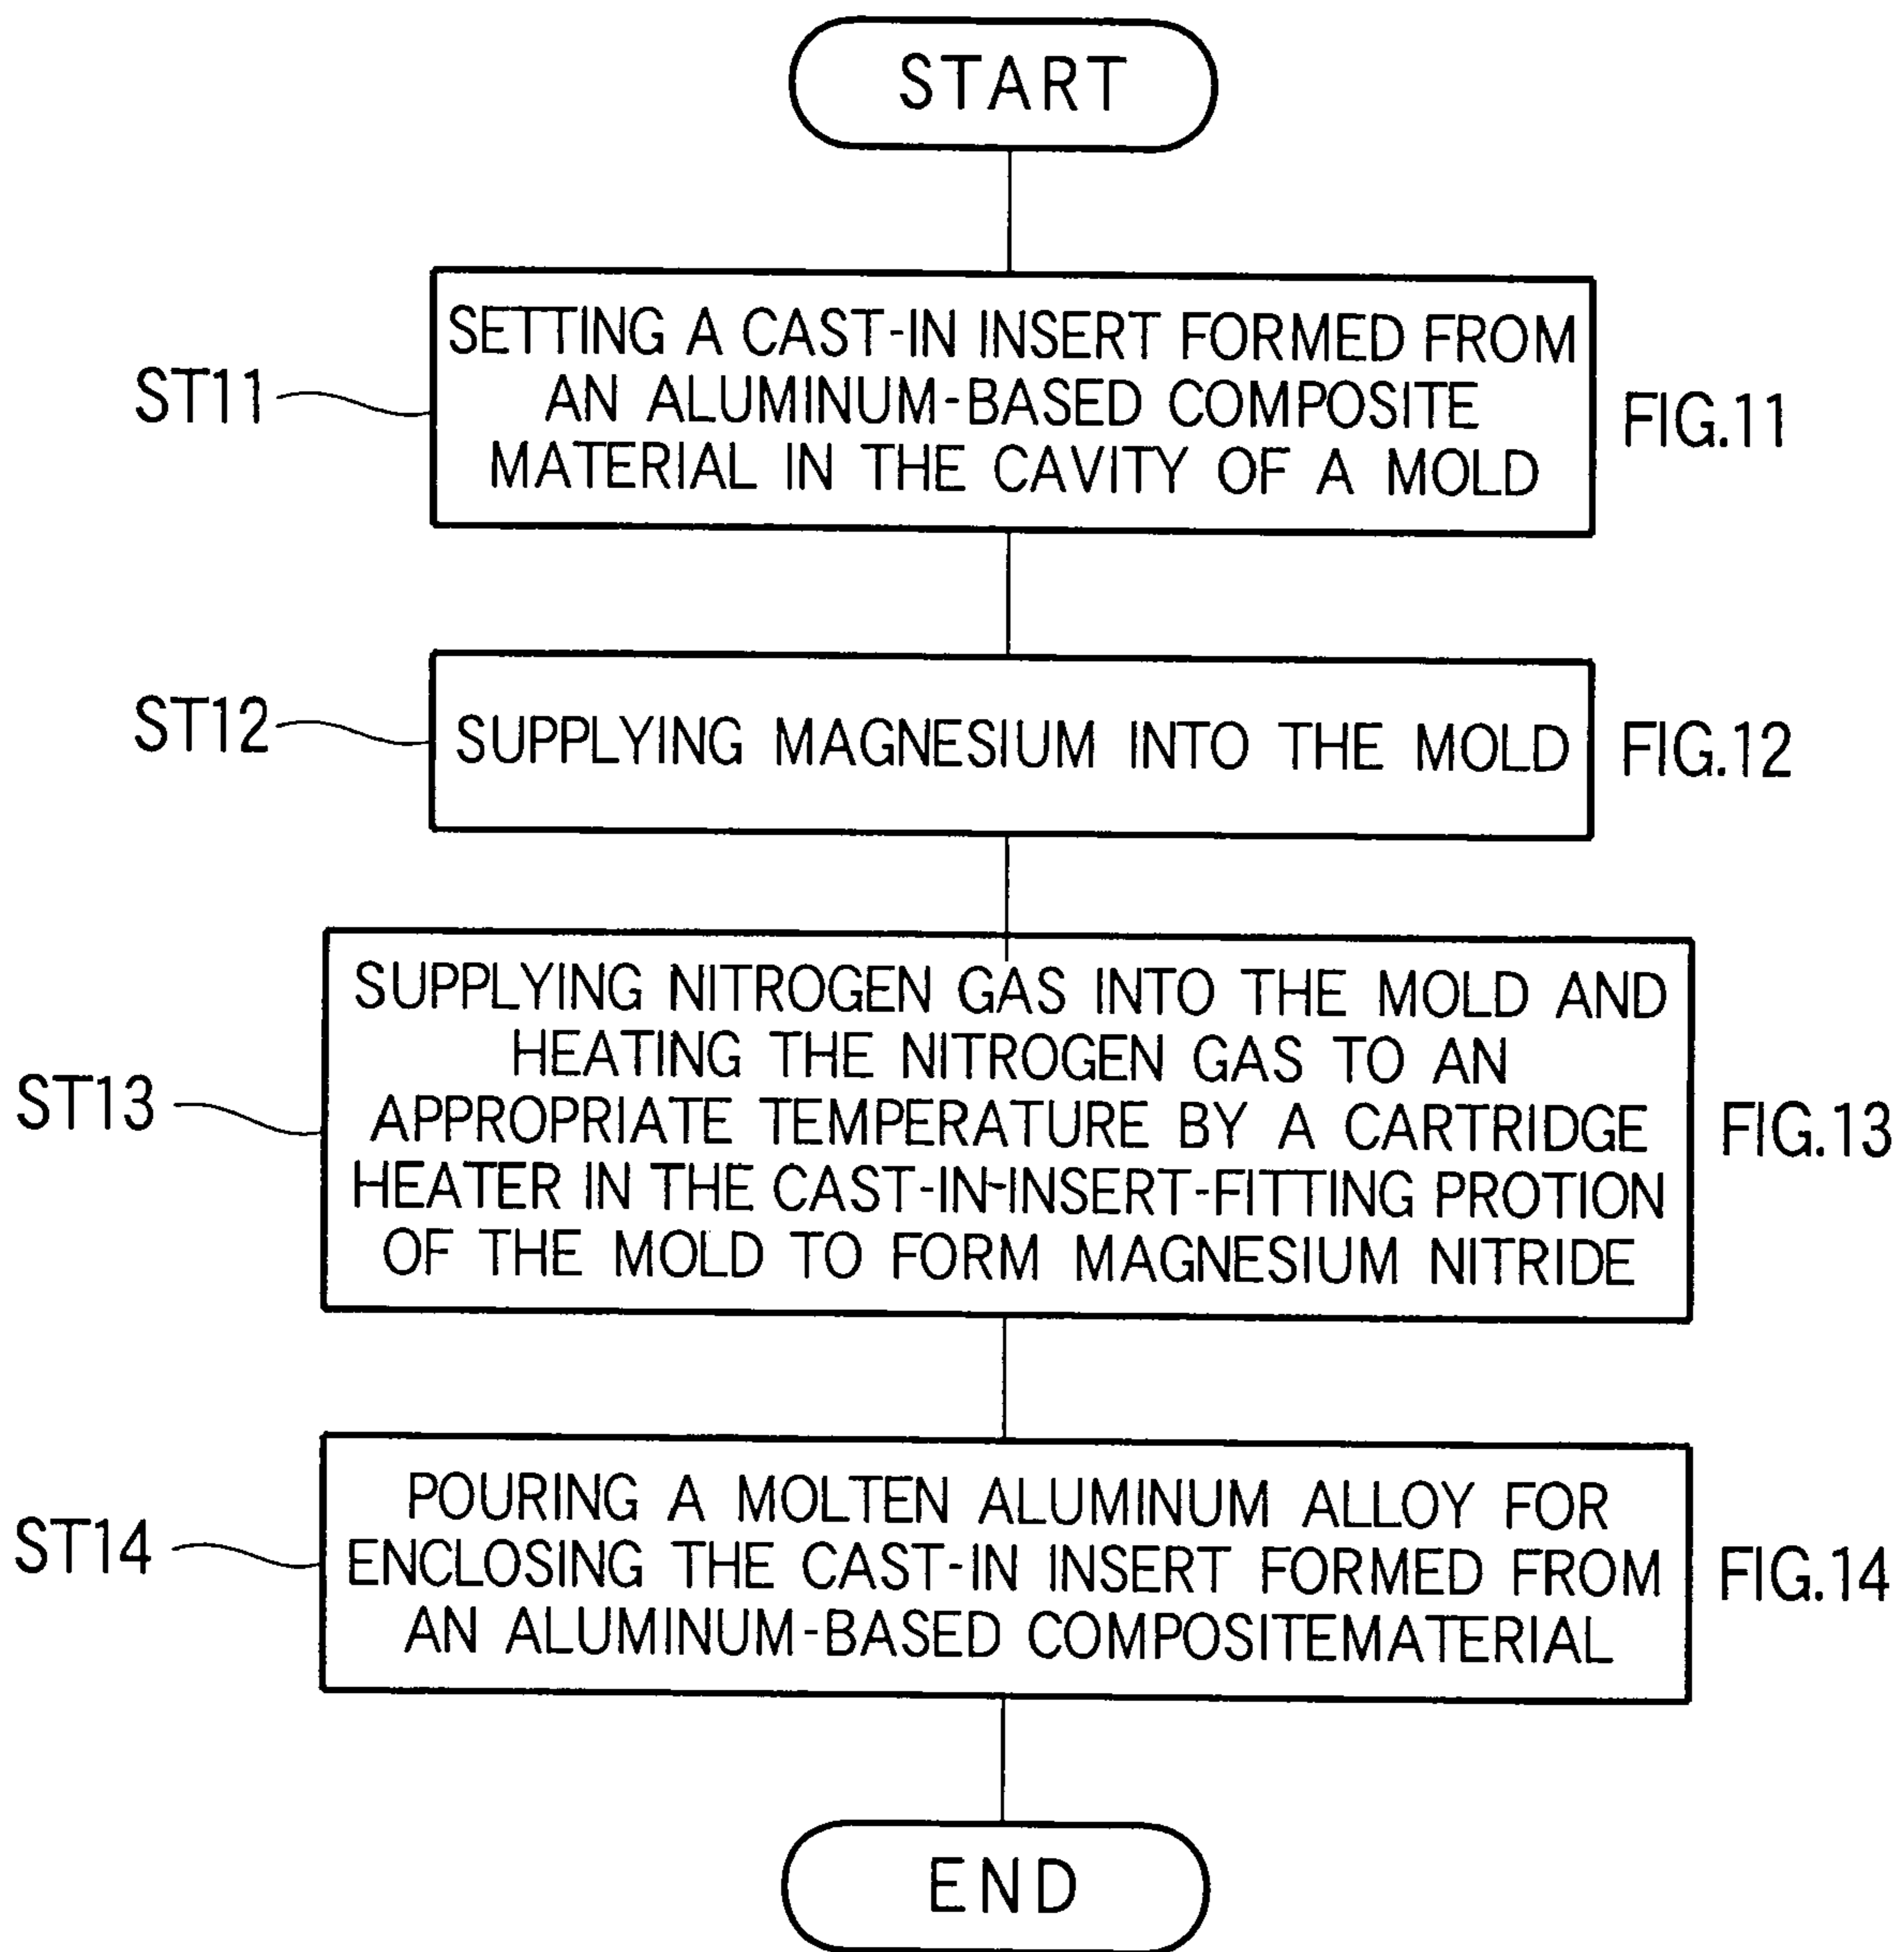 START
SETTING A CAST-IN INSERT FORMED FROM
AN ALUMINUM-BASED COMPOSITE
MATERIAL IN THE CAVITY OF A MOLD
ST11
FIG.11
SUPPLYING MAGNESIUM INTO THE MOLD
ST12
FIG.12
SUPPLYING NITROGEN GAS INTO THE MOLD AND
HEATING THE NITROGEN GAS TO AN
APPROPRIATE TEMPERATURE BY A CARTRIDGE
HEATER IN THE CAST-IN-INSERT-FITTING PROTION
OF THE MOLD TO FORM MAGNESIUM NITRIDE
ST13
FIG.13
POURING A MOLTEN ALUMINUM ALLOY FOR
ENCLOSING THE CAST-IN INSERT FORMED FROM
AN ALUMINUM-BASED COMPOSITEMATERIAL
ST14
FIG.14
END